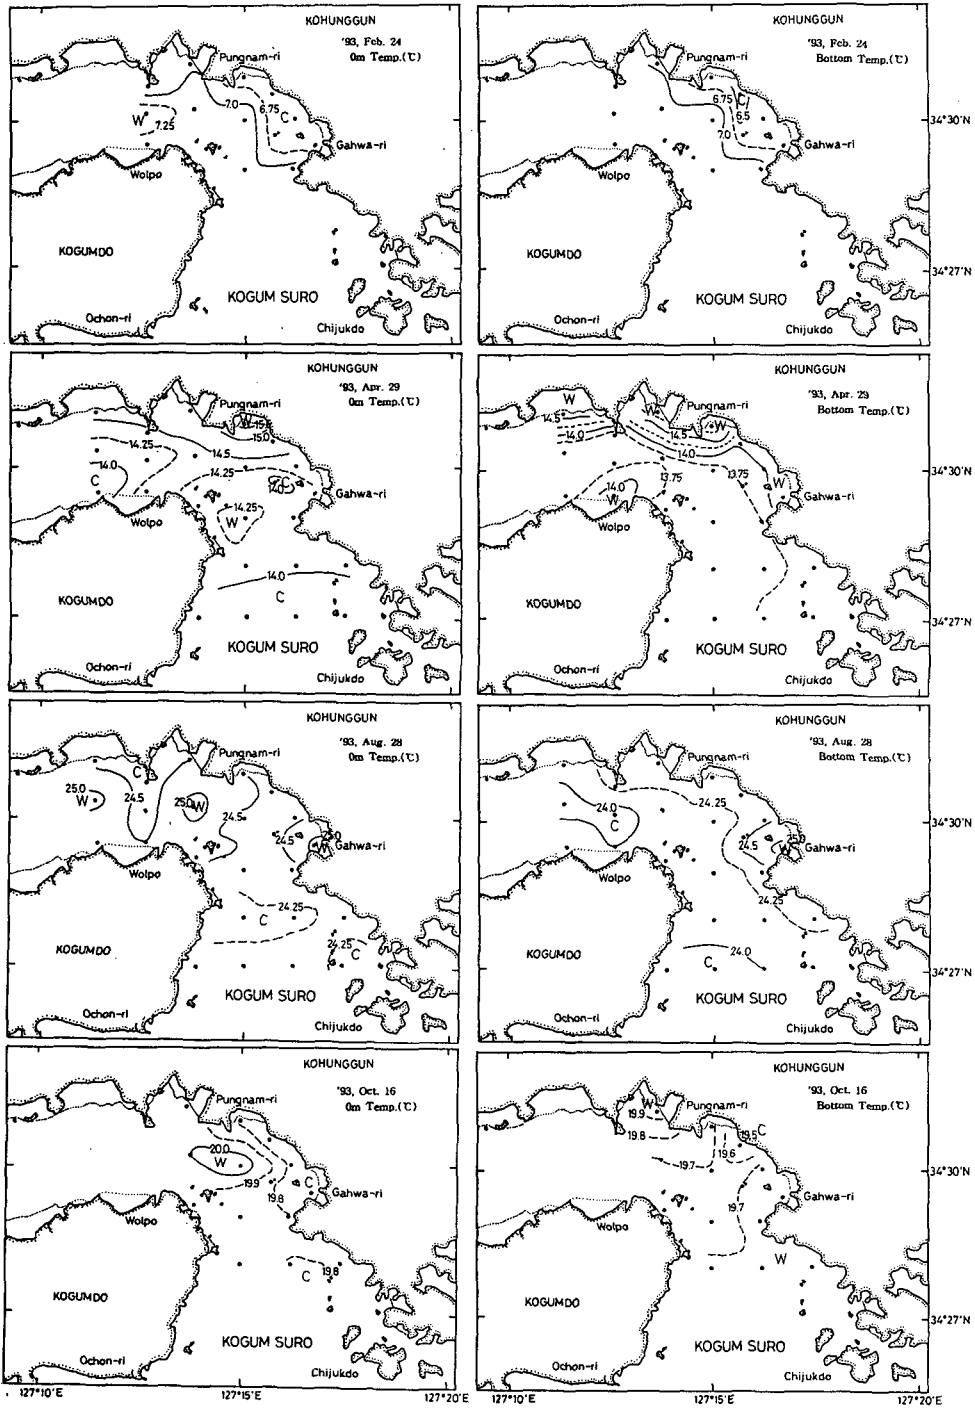 KOHUNGGUN
'93, Feb. 24
0m Temp.(℃)
Pungnam-ri
7.0
6.75
C
W
7.25
Gahwa-ri
Wolpo
KOGUMDO
KOGUM SURO
Ochon-ri
Chijukdo
KOHUNGGUN
'93, Feb. 24
Bottom Temp.(℃)
Pungnam-ri
6.75
C
6.5
7.0
34°30'N
Gahwa-ri
Wolpo
KOGUMDO
34°27'N
KOGUM SURO
Ochon-ri
Chijukdo
KOHUNGGUN
'93, Apr. 29
0m Temp.(℃)
Pungnam-ri
W
15.0
14.25
14.5
14.25
14.0
C
C
Gahwa-ri
14.25
W
Wolpo
14.0
C
KOGUMDO
KOGUM SURO
Ochon-ri
Chijukdo
KOHUNGGUN
'93, Apr. 29
Bottom Temp.(℃)
W
Pungnam-ri
W
W
14.5
14.0
14.5
14.0
34°30'N
13.75
13.75
14.0
W
W
Gahwa-ri
Wolpo
KOGUMDO
34°27'N
KOGUM SURO
Ochon-ri
Chijukdo
KOHUNGGUN
'93, Aug. 28
0m Temp.(℃)
Pungnam-ri
C
25.0
W
24.5
25.0
W
24.5
24.5
25.0
W
Gahwa-ri
Wolpo
24.25
C
24.25
C
KOGUMDO
KOGUM SURO
Ochon-ri
Chijukdo
KOHUNGGUN
'93, Aug. 28
Bottom Temp.(℃)
Pungnam-ri
24.0
24.25
C
34°30'N
24.5
25.0
W
Gahwa-ri
Wolpo
24.25
24.0
C
KOGUMDO
34°27'N
KOGUM SURO
Ochon-ri
Chijukdo
KOHUNGGUN
'93, Oct. 16
0m Temp.(℃)
Pungnam-ri
20.0
W
19.9
19.8
C
Gahwa-ri
Wolpo
19.8
C
KOGUMDO
KOGUM SURO
Ochon-ri
Chijukdo
127°10'E
127°15'E
127°20'E
KOHUNGGUN
'93, Oct. 16
Bottom Temp.(℃)
W
Pungnam-ri
19.9
19.8
19.5
C
19.6
19.7
34°30'N
19.7
Gahwa-ri
Wolpo
W
KOGUMDO
34°27'N
KOGUM SURO
Ochon-ri
Chijukdo
127°10'E
127°15'E
127°20'E